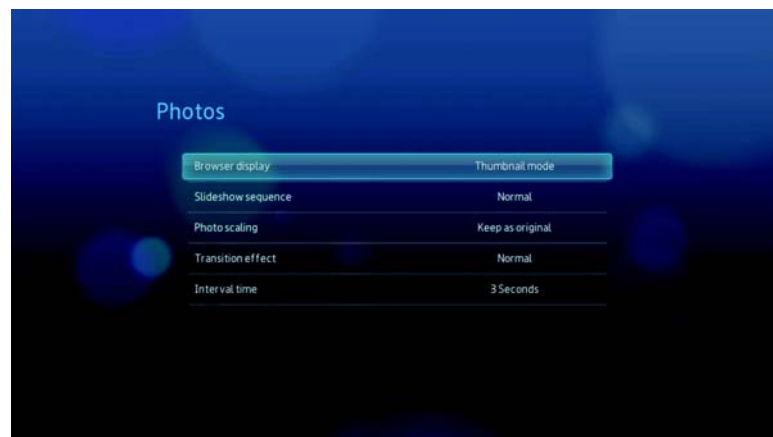 Photos
Browser display Thumbnail mode
Slideshow sequence Normal
Photo scaling Keep as original
Transition effect Normal
Interval time 3 Seconds